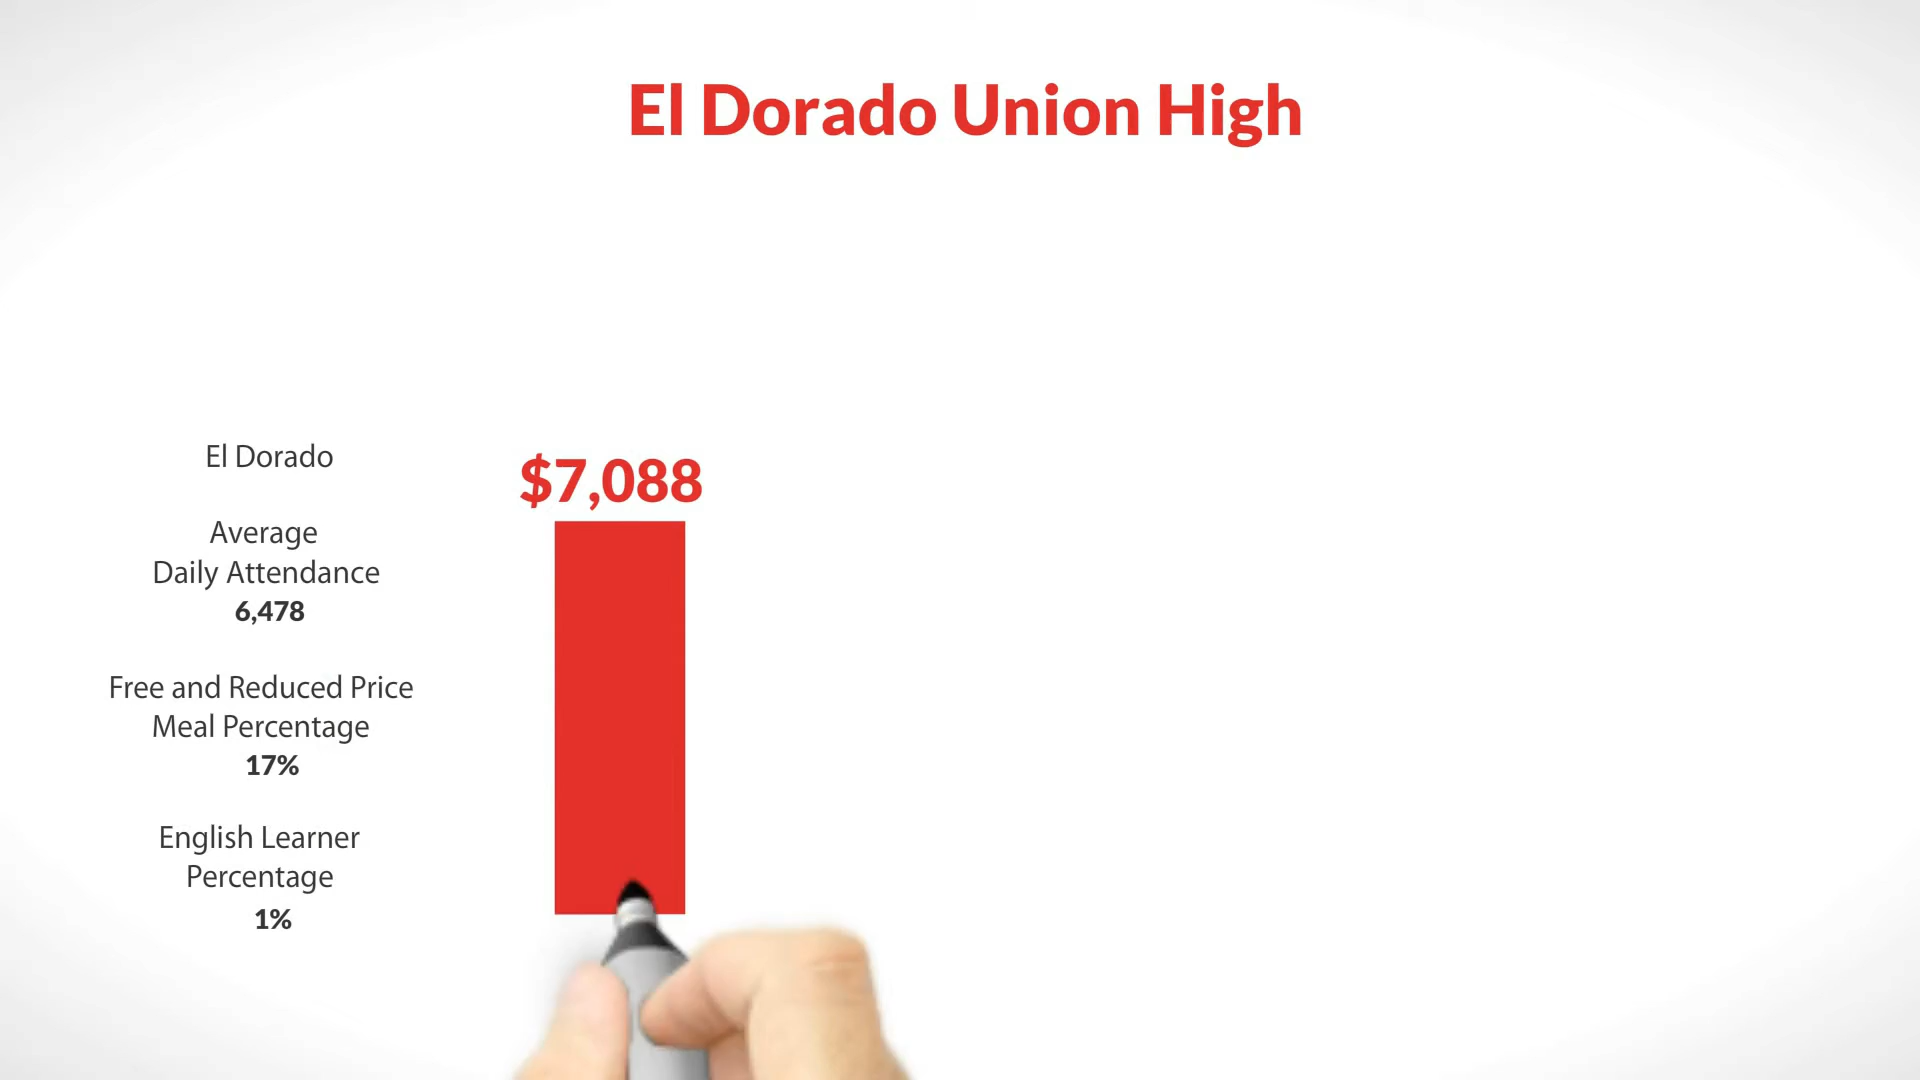 El Dorado Union High
El Dorado
$7,088
Average
Daily Attendance
6,478
Free and Reduced Price
Meal Percentage
17%
English Learner
Percentage
1%